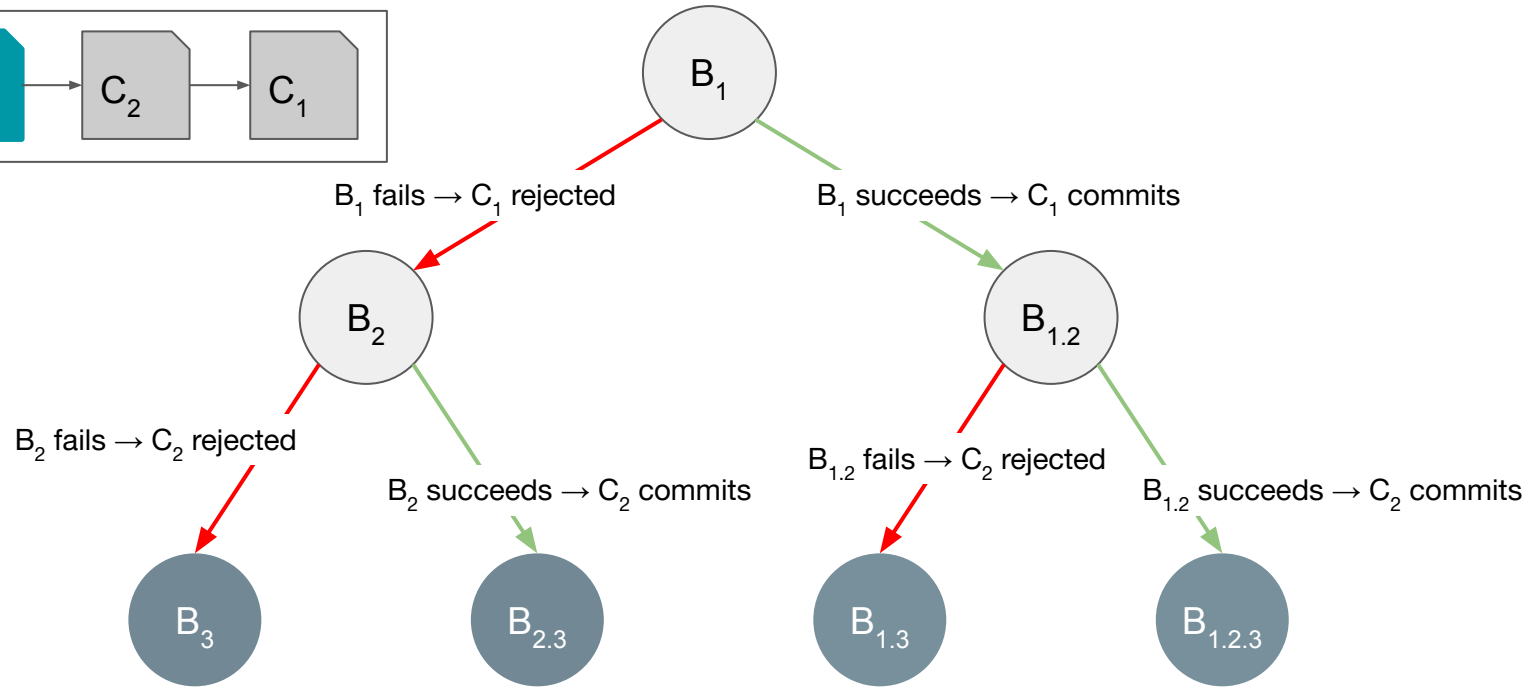 C₂
C₁
B₁
B₁ fails → C₁ rejected
B₁ succeeds → C₁ commits
B₂
B₁.₂
B₂ fails → C₂ rejected
B₂ succeeds → C₂ commits
B₁.₂ fails → C₂ rejected
B₁.₂ succeeds → C₂ commits
B₃
B₂.₃
B₁.₃
B₁.₂.₃